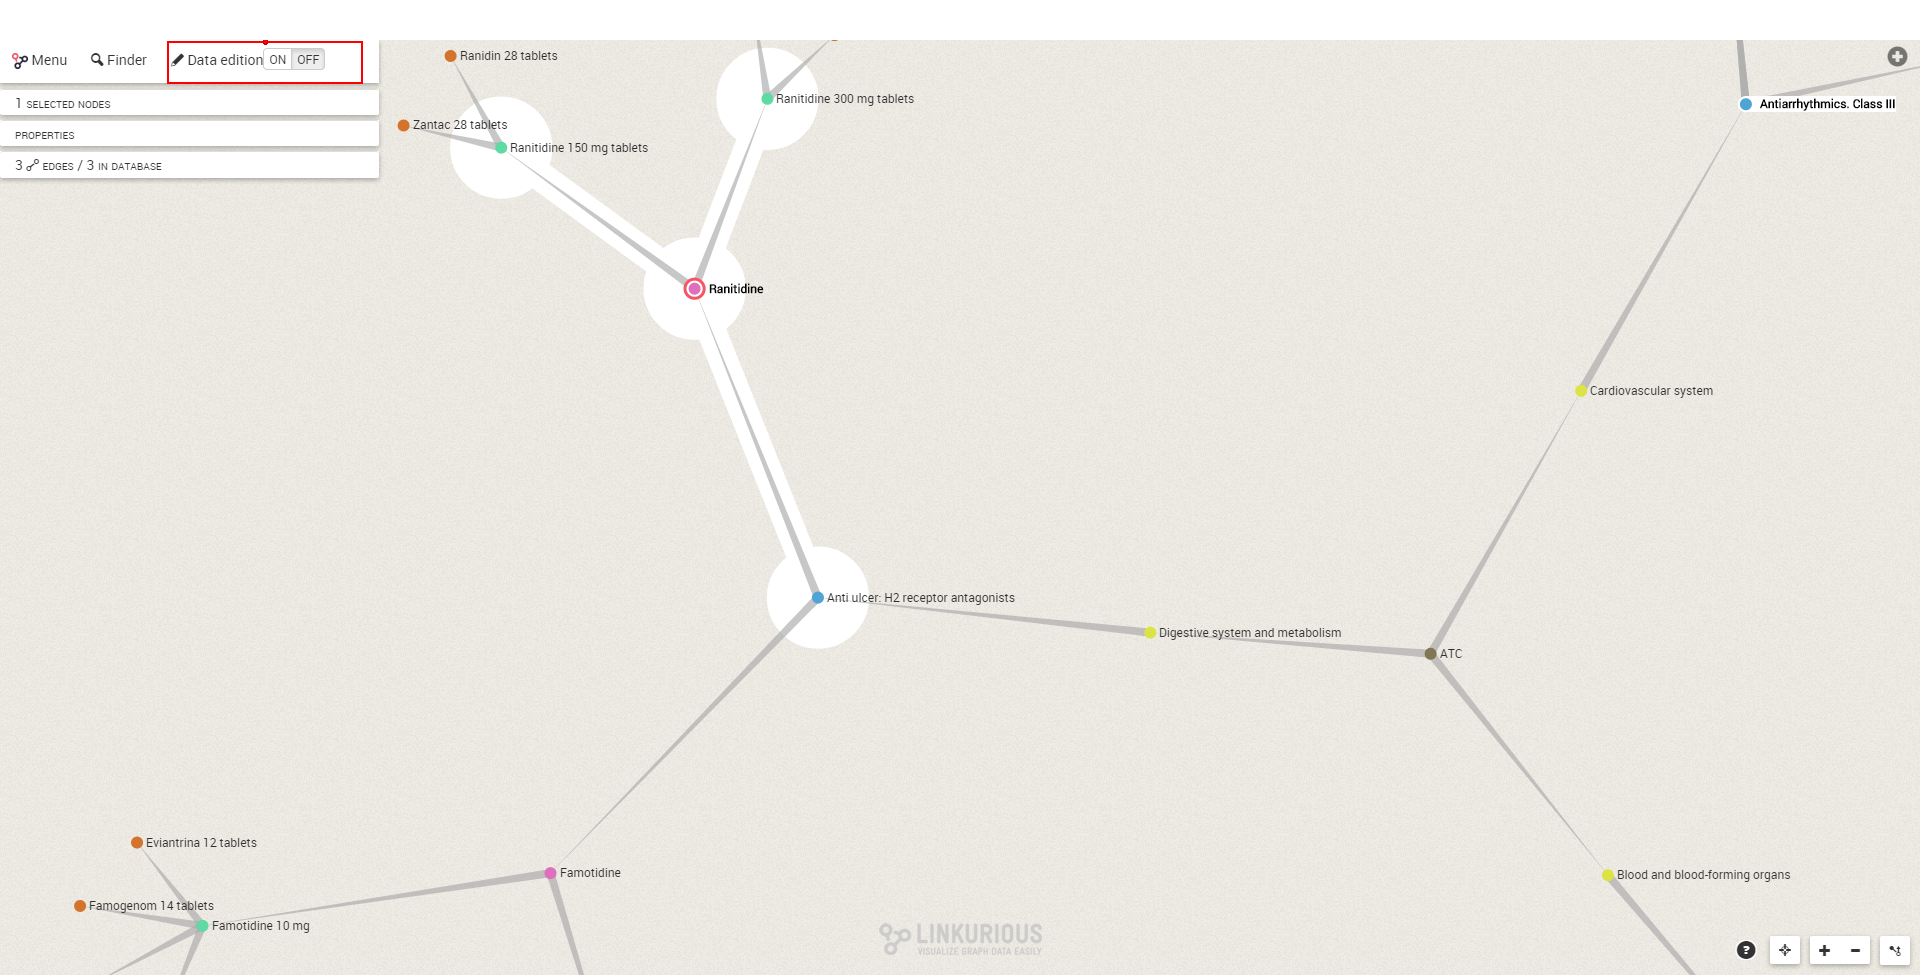 Menu Finder Data edition ON OFF
1 SELECTED NODES
PROPERTIES
3 EDGES / 3 IN DATABASE
Ranidin 28 tablets
Zantac 28 tablets
Ranitidine 150 mg tablets
Ranitidine 300 mg tablets
Antiarrhythmics. Class III
Ranitidine
Cardiovascular system
Anti ulcer: H2 receptor antagonists
Digestive system and metabolism
ATC
Eviantrina 12 tablets
Famotidine
Blood and blood-forming organs
Famogenom 14 tablets
Famotidine 10 mg
LINKURIOUS
VISUALIZE GRAPH DATA EASILY